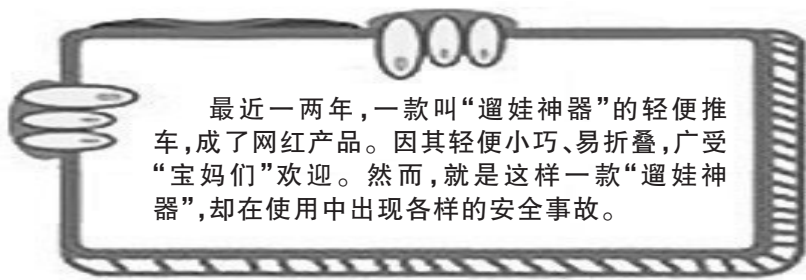 最近一两年,一款叫“遛娃神器”的轻便推
车,成了网红产品。因其轻便小巧、易折叠,广受
“宝妈们”欢迎。然而,就是这样一款“遛娃神
器”,却在使用中出现各样的安全事故。